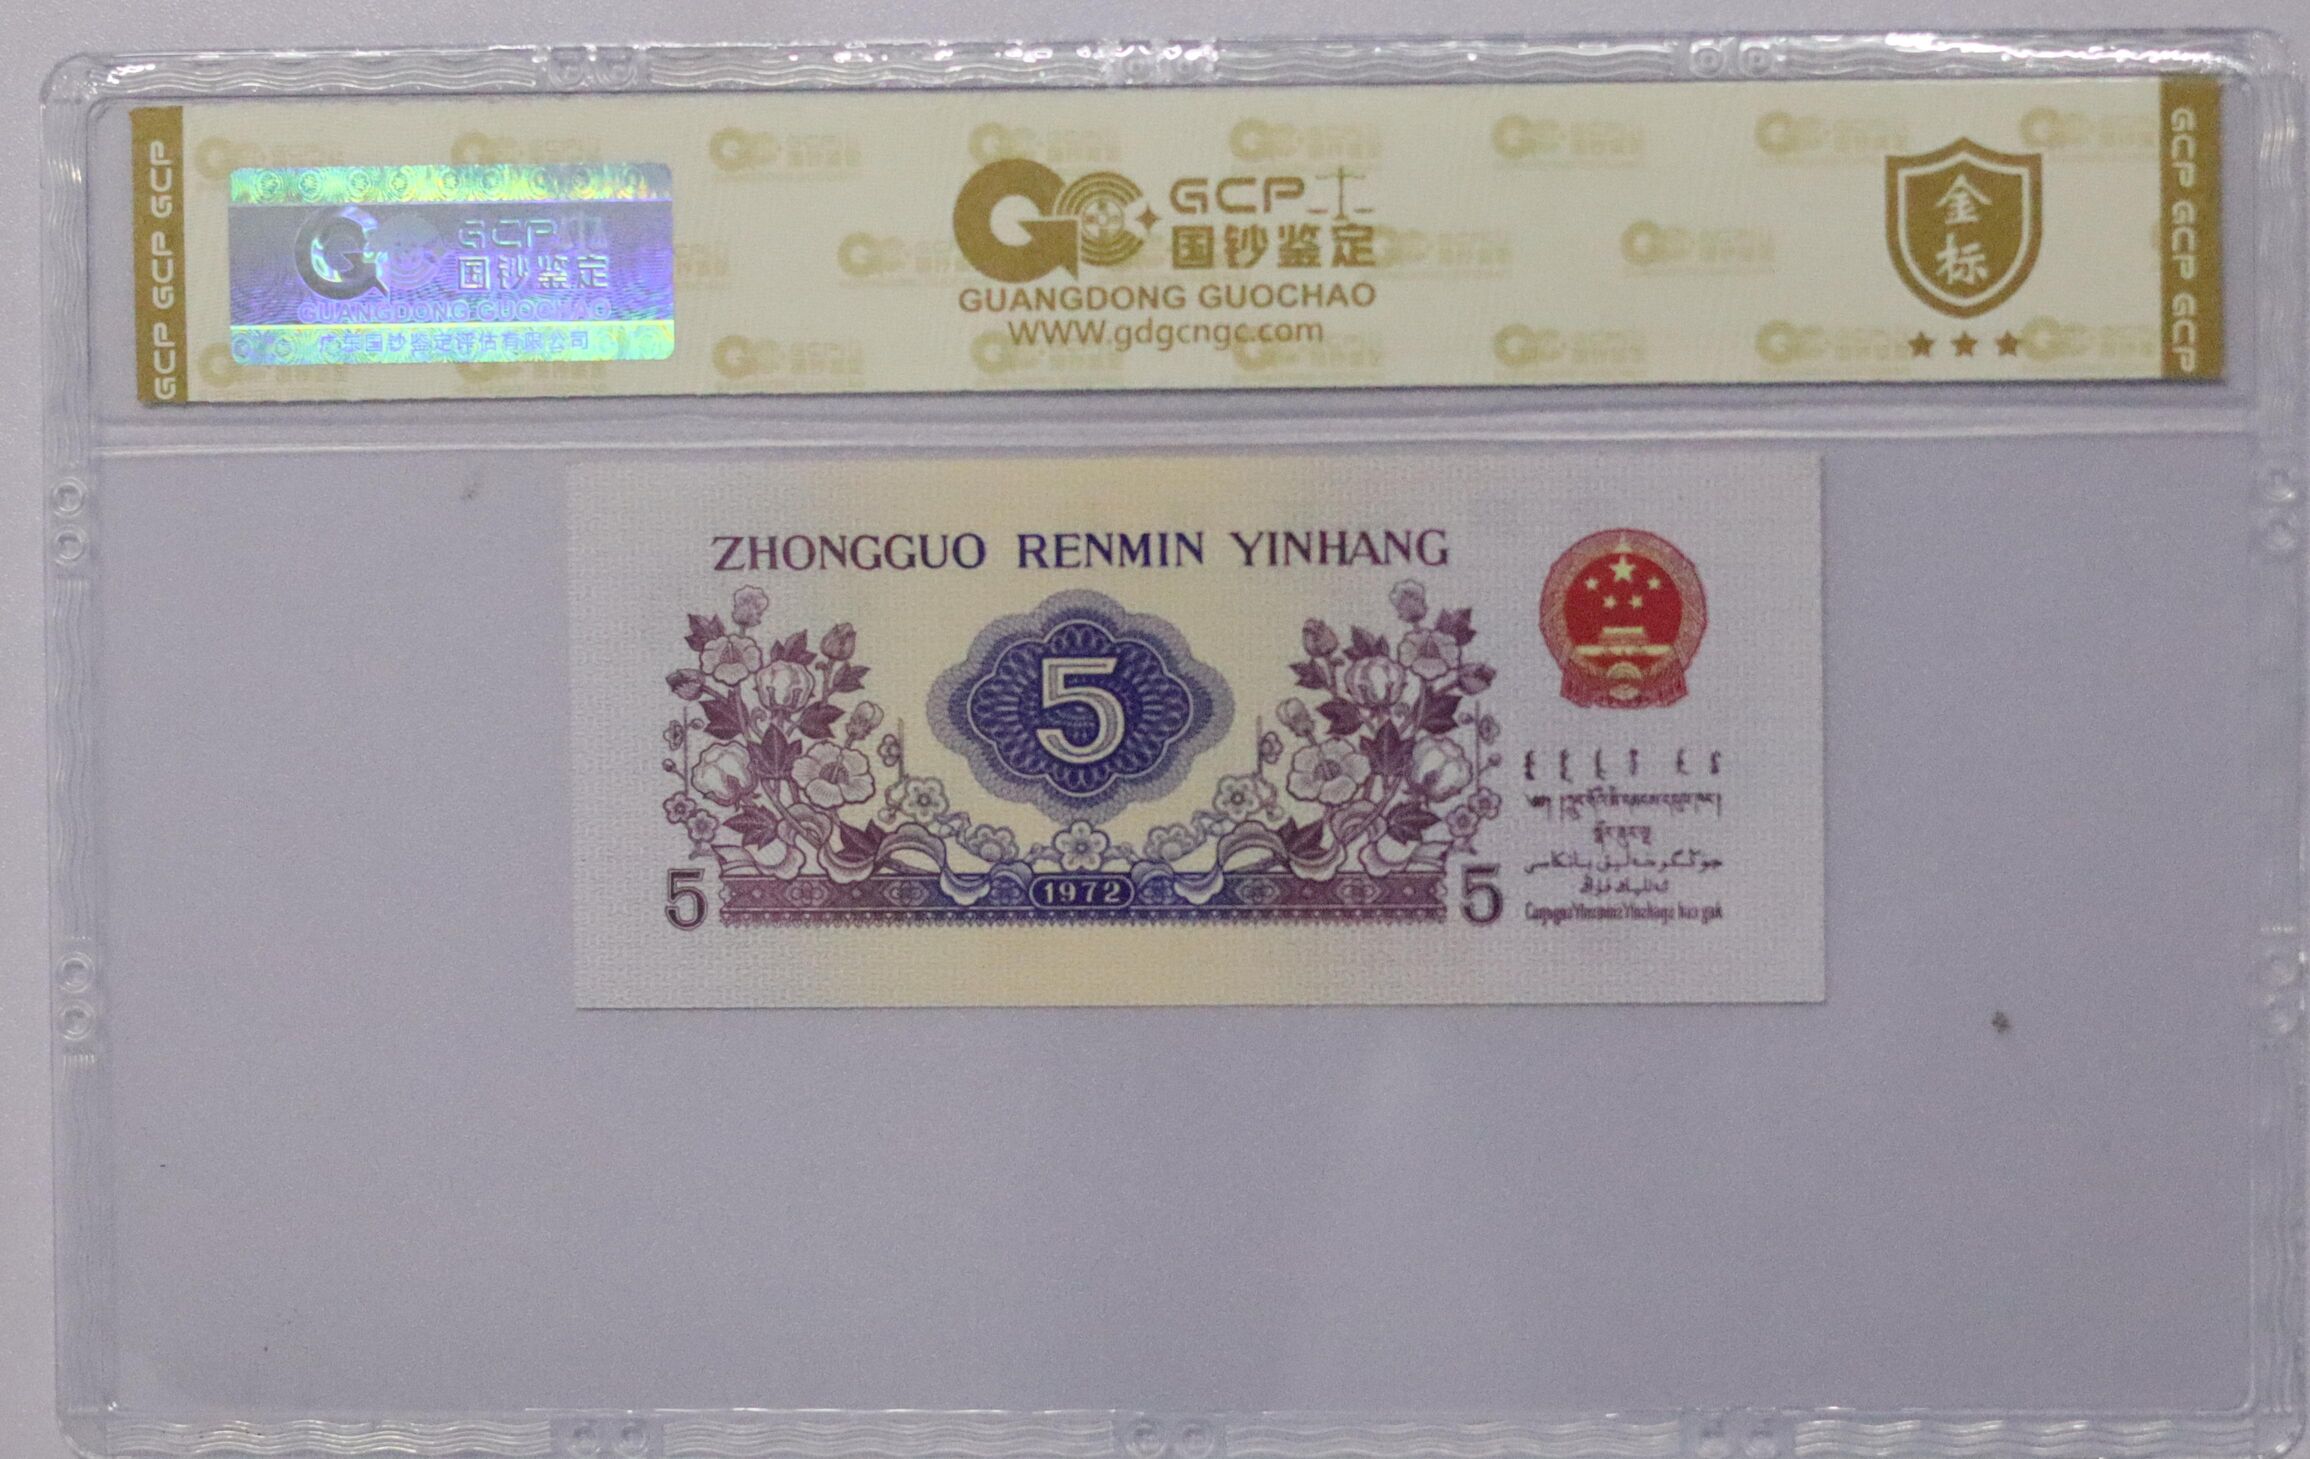 GCP GCP GCP
GCP
国钞鉴定
GUANGDONG GUOCHAO
广东国钞鉴定评估有限公司
GCP
国钞鉴定
GUANGDONG GUOCHAO
WWW.gdgcngc.com
金标
GCP GCP GCP
ZHONGGUO RENMIN YINHANG
5
1972
5
5